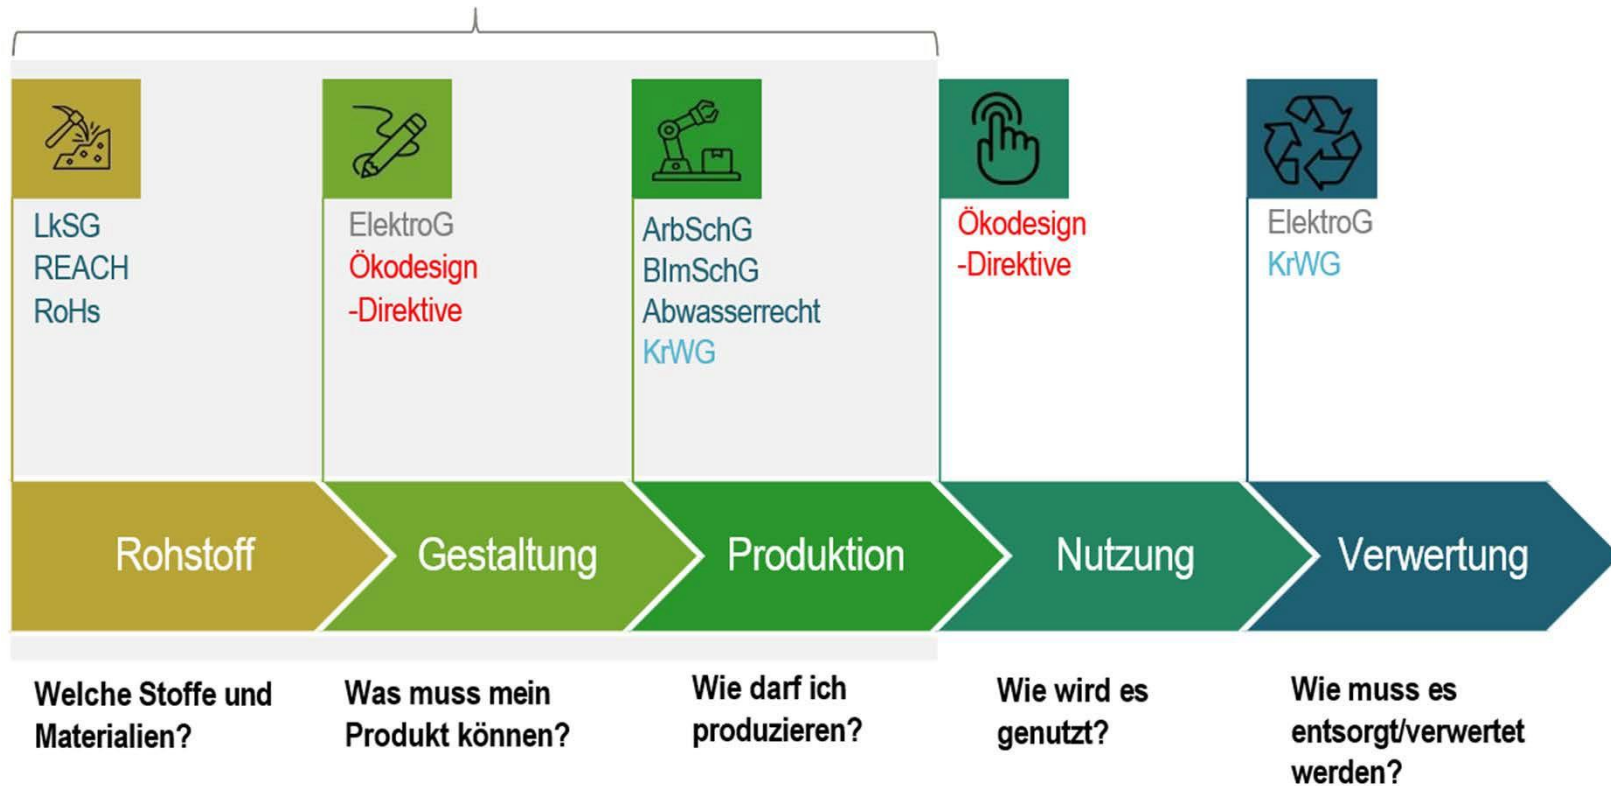 LkSG
REACH
RoHs
ElektroG
Ökodesign
-Direktive
ArbSchG
BImSchG
Abwasserrecht
KrWG
Ökodesign
-Direktive
ElektroG
KrWG
Rohstoff
Gestaltung
Produktion
Nutzung
Verwertung
Welche Stoffe und
Materialien?
Was muss mein
Produkt können?
Wie darf ich
produzieren?
Wie wird es
genutzt?
Wie muss es
entsorgt/verwertet
werden?